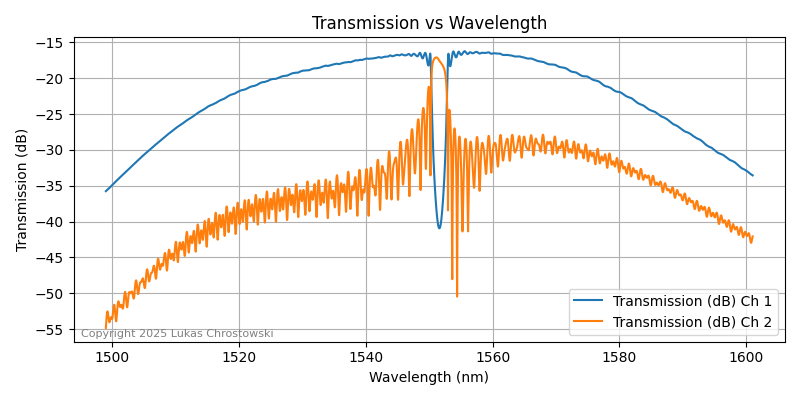 Transmission vs Wavelength
Transmission (dB)
−15
−20
−25
−30
−35
−40
−45
−50
−55
Transmission (dB) Ch 1
Transmission (dB) Ch 2
Copyright 2025 Lukas Chrostowski
1500
1520
1540
1560
1580
1600
Wavelength (nm)